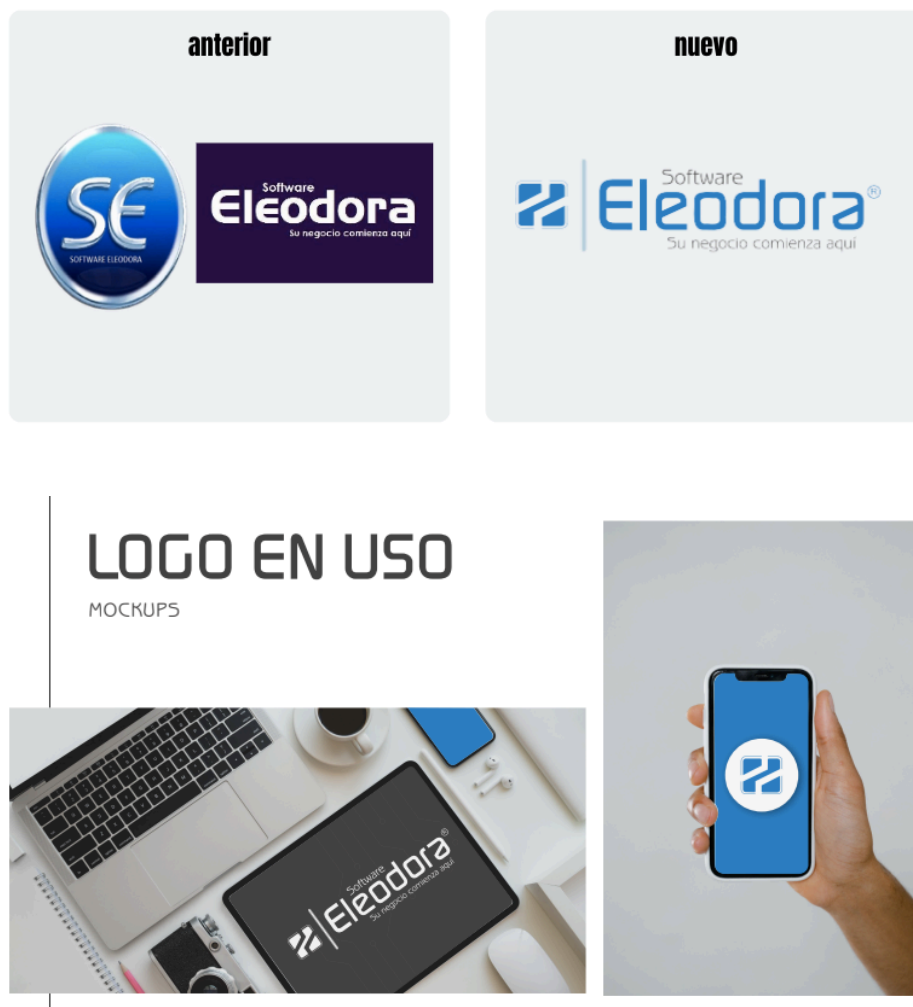 anterior
SE
SOFTWARE ELEODORA
Software
Eleodora
Su negocio comienza aquí
nuevo
Software
Eleodora®
Su negocio comienza aquí
LOGO EN USO
MOCKUPS
Software
Eleodora®
Su negocio comienza aquí